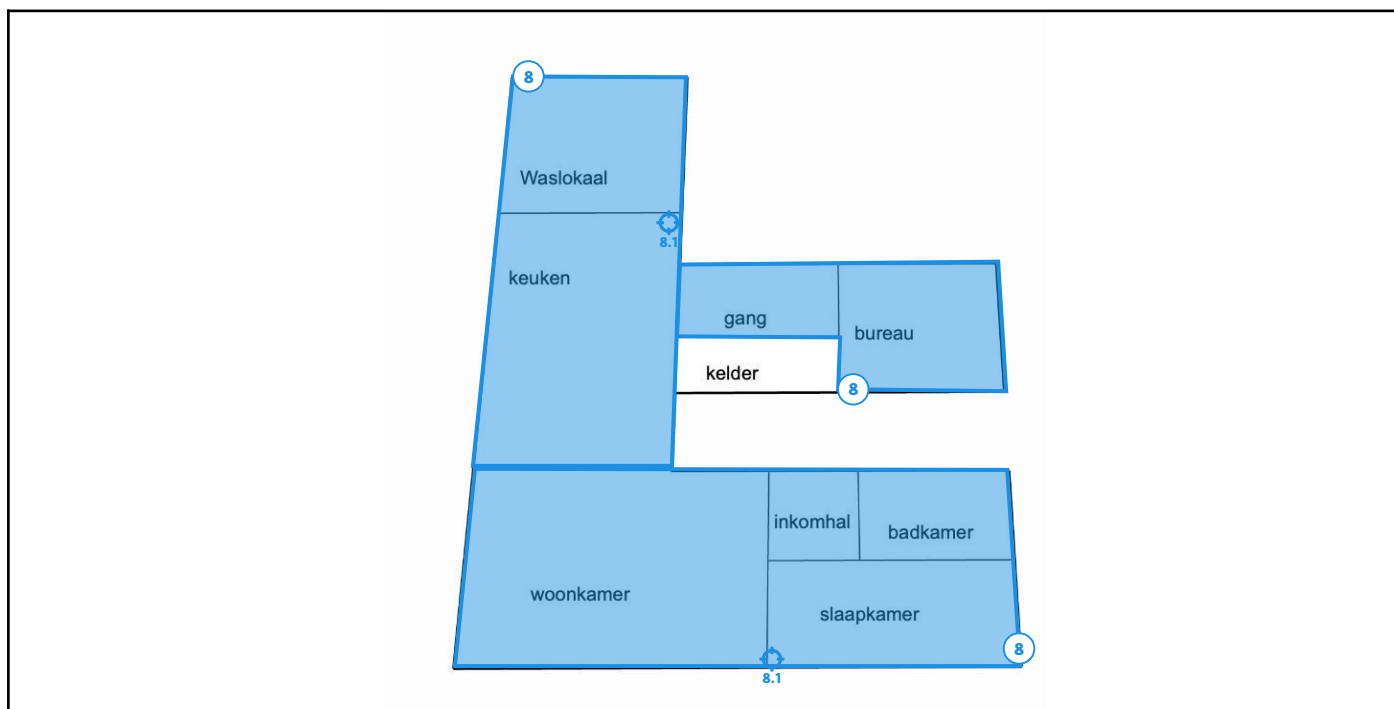 8
Waslokaal
8.1
keuken
gang
bureau
kelder
8
inkomhal
badkamer
woonkamer
slaapkamer
8
8.1